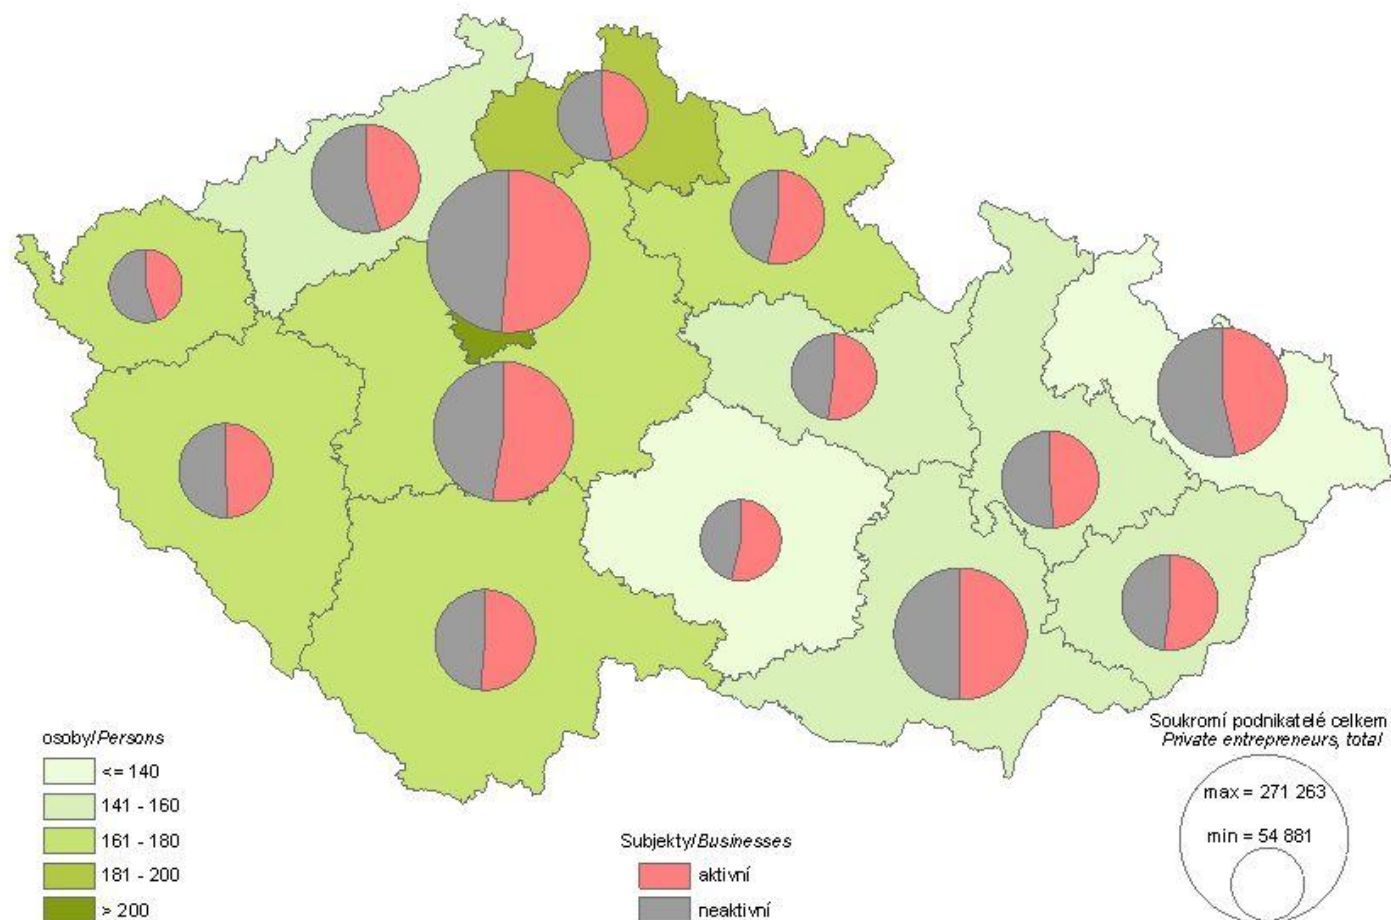 osoby/Persons
<= 140
141 - 160
161 - 180
181 - 200
> 200
Subjekty/Businesses
aktivní
neaktivní
Soukromí podnikatelé celkem
Private entrepreneurs, total
max = 271 263
min = 54 881